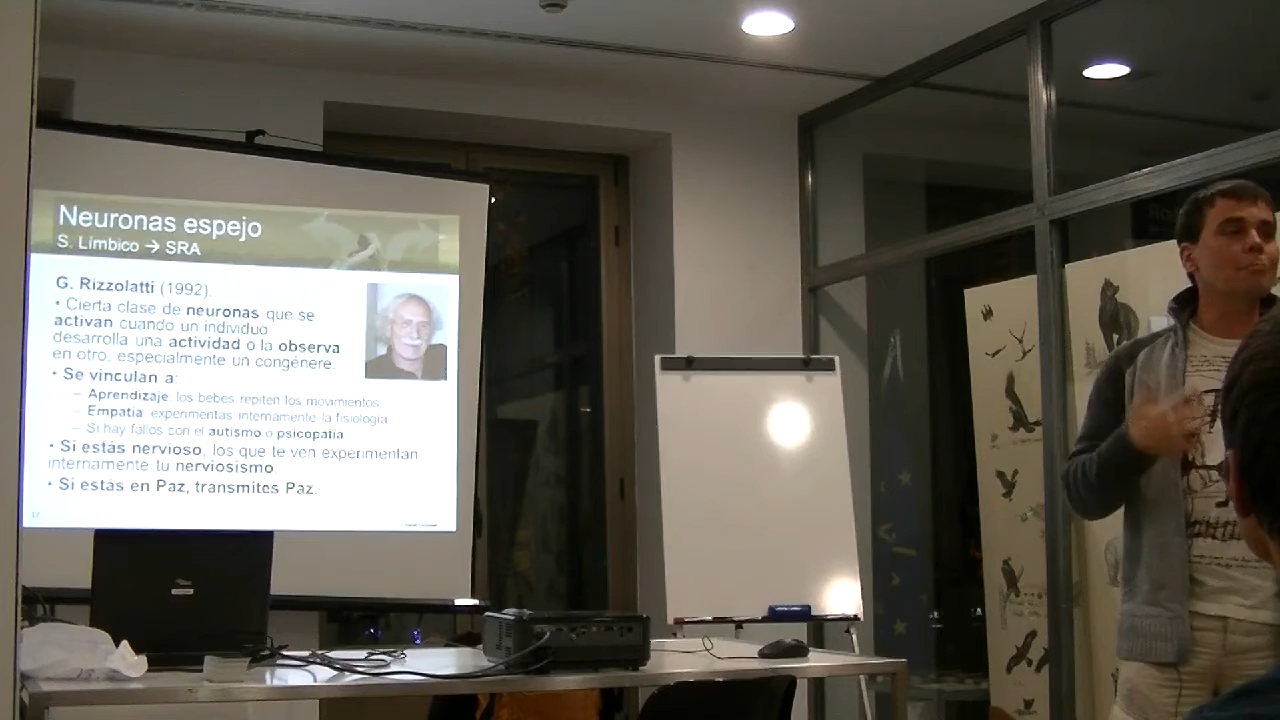 Neuronas espejo
S. Límbico → SRA
G. Rizzolatti (1992).
• Cierta clase de neuronas que se
activan cuando un individuo
desarrolla una actividad o la observa
en otro, especialmente un congénere.
• Se vinculan a:
– Aprendizaje: los bebes repiten los movimientos
– Empatía: experimentas internamente la fisiología
– Si hay fallos con el autismo o psicopatía
• Si estás nervioso, los que te ven experimentan
internamente tu nerviosismo
• Si estás en Paz, transmites Paz.